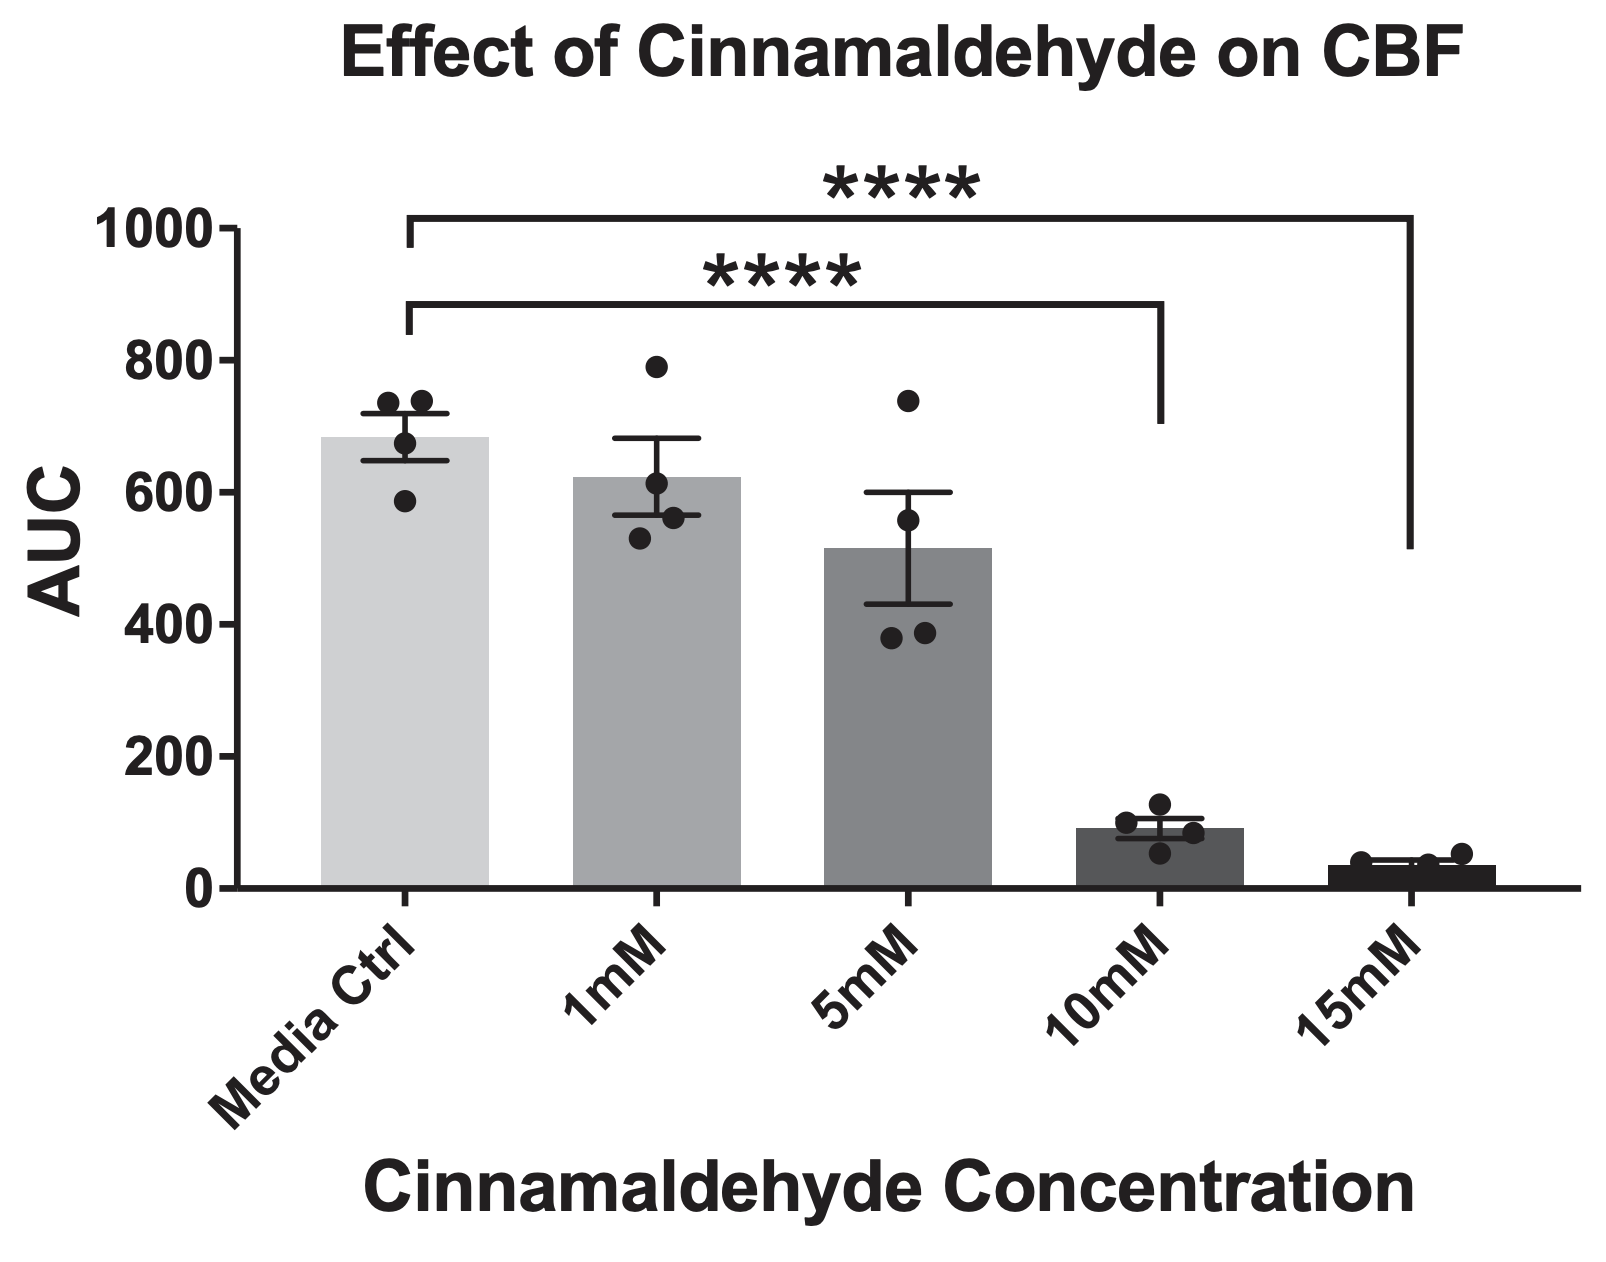 Effect of Cinnamaldehyde on CBF
****
****
AUC
1000
800
600
400
200
0
Media Ctrl
1mM
5mM
10mM
15mM
Cinnamaldehyde Concentration